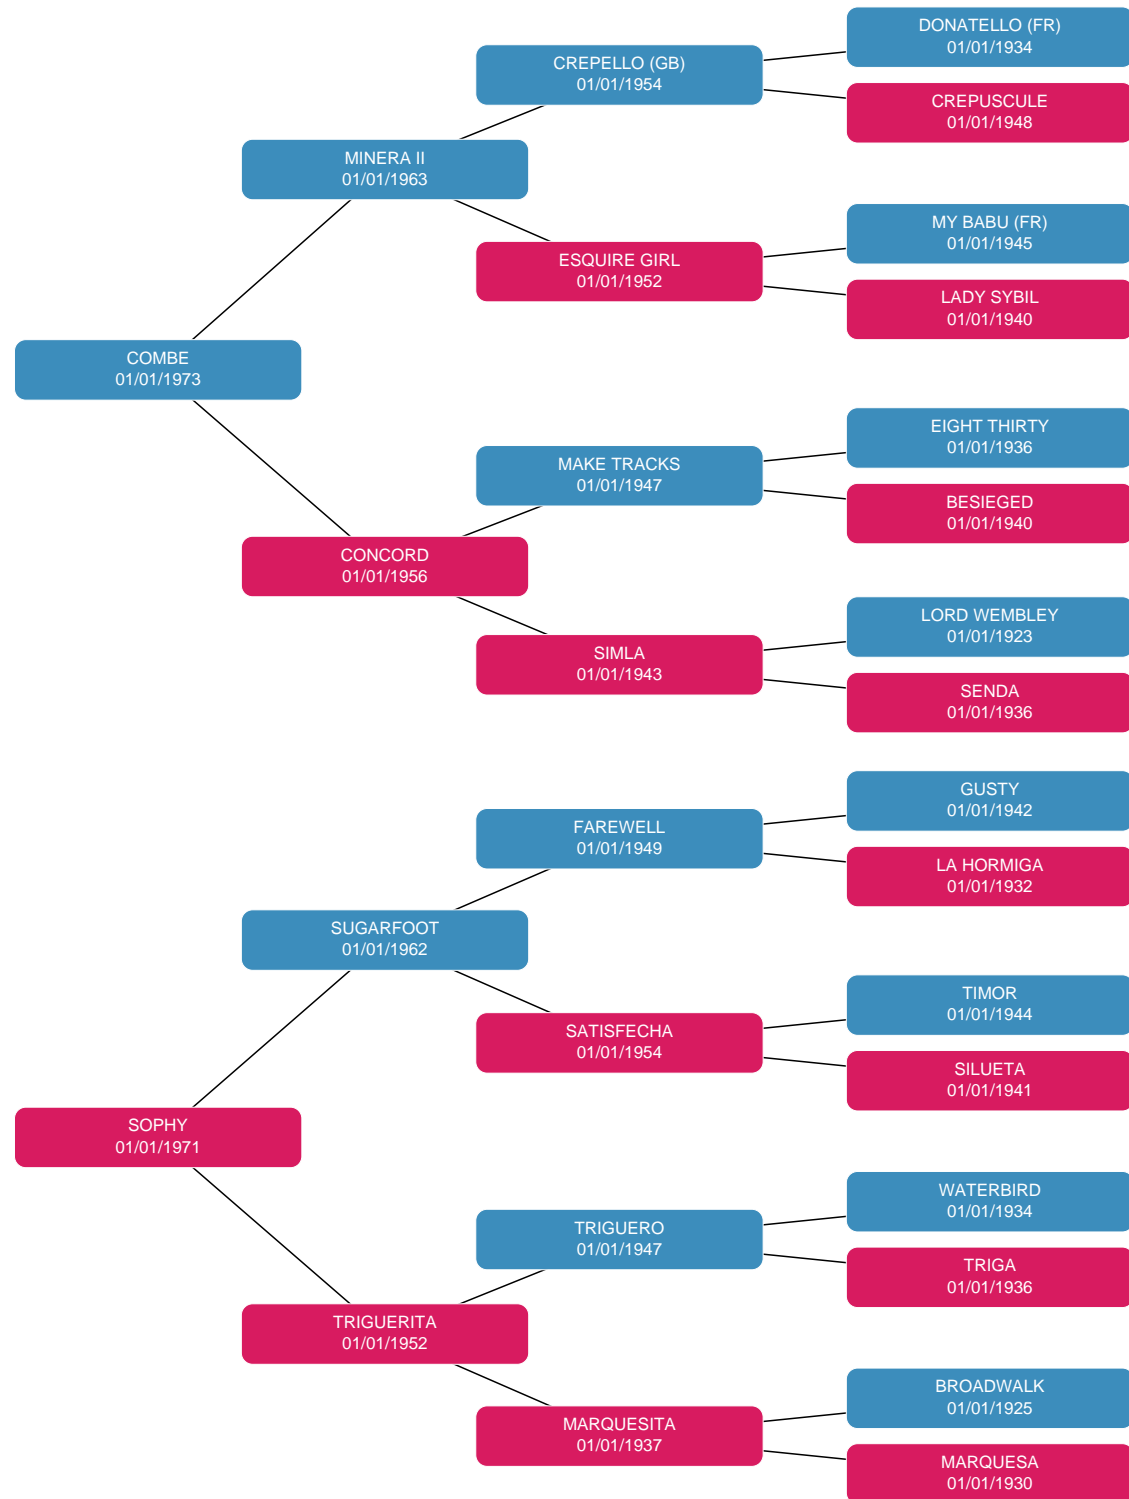 DONATELLO (FR)
01/01/1934
CREPELLO (GB)
01/01/1954
CREPUSCULE
01/01/1948
MINERA II
01/01/1963
MY BABU (FR)
01/01/1945
ESQUIRE GIRL
01/01/1952
LADY SYBIL
01/01/1940
COMBE
01/01/1973
EIGHT THIRTY
01/01/1936
MAKE TRACKS
01/01/1947
BESIEGED
01/01/1940
CONCORD
01/01/1956
LORD WEMBLEY
01/01/1923
SIMLA
01/01/1943
SENDA
01/01/1936
GUSTY
01/01/1942
FAREWELL
01/01/1949
LA HORMIGA
01/01/1932
SUGARFOOT
01/01/1962
TIMOR
01/01/1944
SATISFECHA
01/01/1954
SILUETA
01/01/1941
SOPHY
01/01/1971
WATERBIRD
01/01/1934
TRIGUERO
01/01/1947
TRIGA
01/01/1936
TRIGUERITA
01/01/1952
BROADWALK
01/01/1925
MARQUESITA
01/01/1937
MARQUESA
01/01/1930